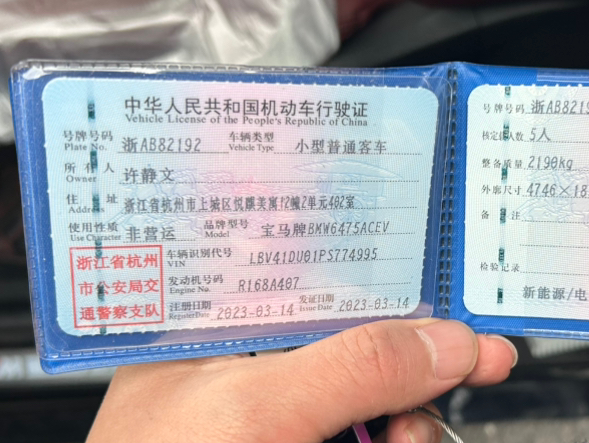 中华人民共和国机动车行驶证
Vehicle License of the People's Republic of China
号牌号码 浙AB82192 车辆类型 小型普通客车
Plate No. Vehicle Type
所有人 许静文
Owner
住址 浙江省杭州市上城区悦雕美寓12幢2单元402室
Address
使用性质 非营运 品牌型号 宝马牌BMW6475ACEV
Use Character Model
浙江省杭州
市公安局交
通警察支队
车辆识别代号 LBV41DU01PS774995
VIN
发动机号码 R168A407
Engine No.
注册日期 2023-03-14 发证日期 2023-03-14
Register Date Issue Date
号牌号码 浙AB8219
核定载人数 5人
整备质量 2190kg
外廓尺寸 4746×18
备注
检验记录
新能源/电